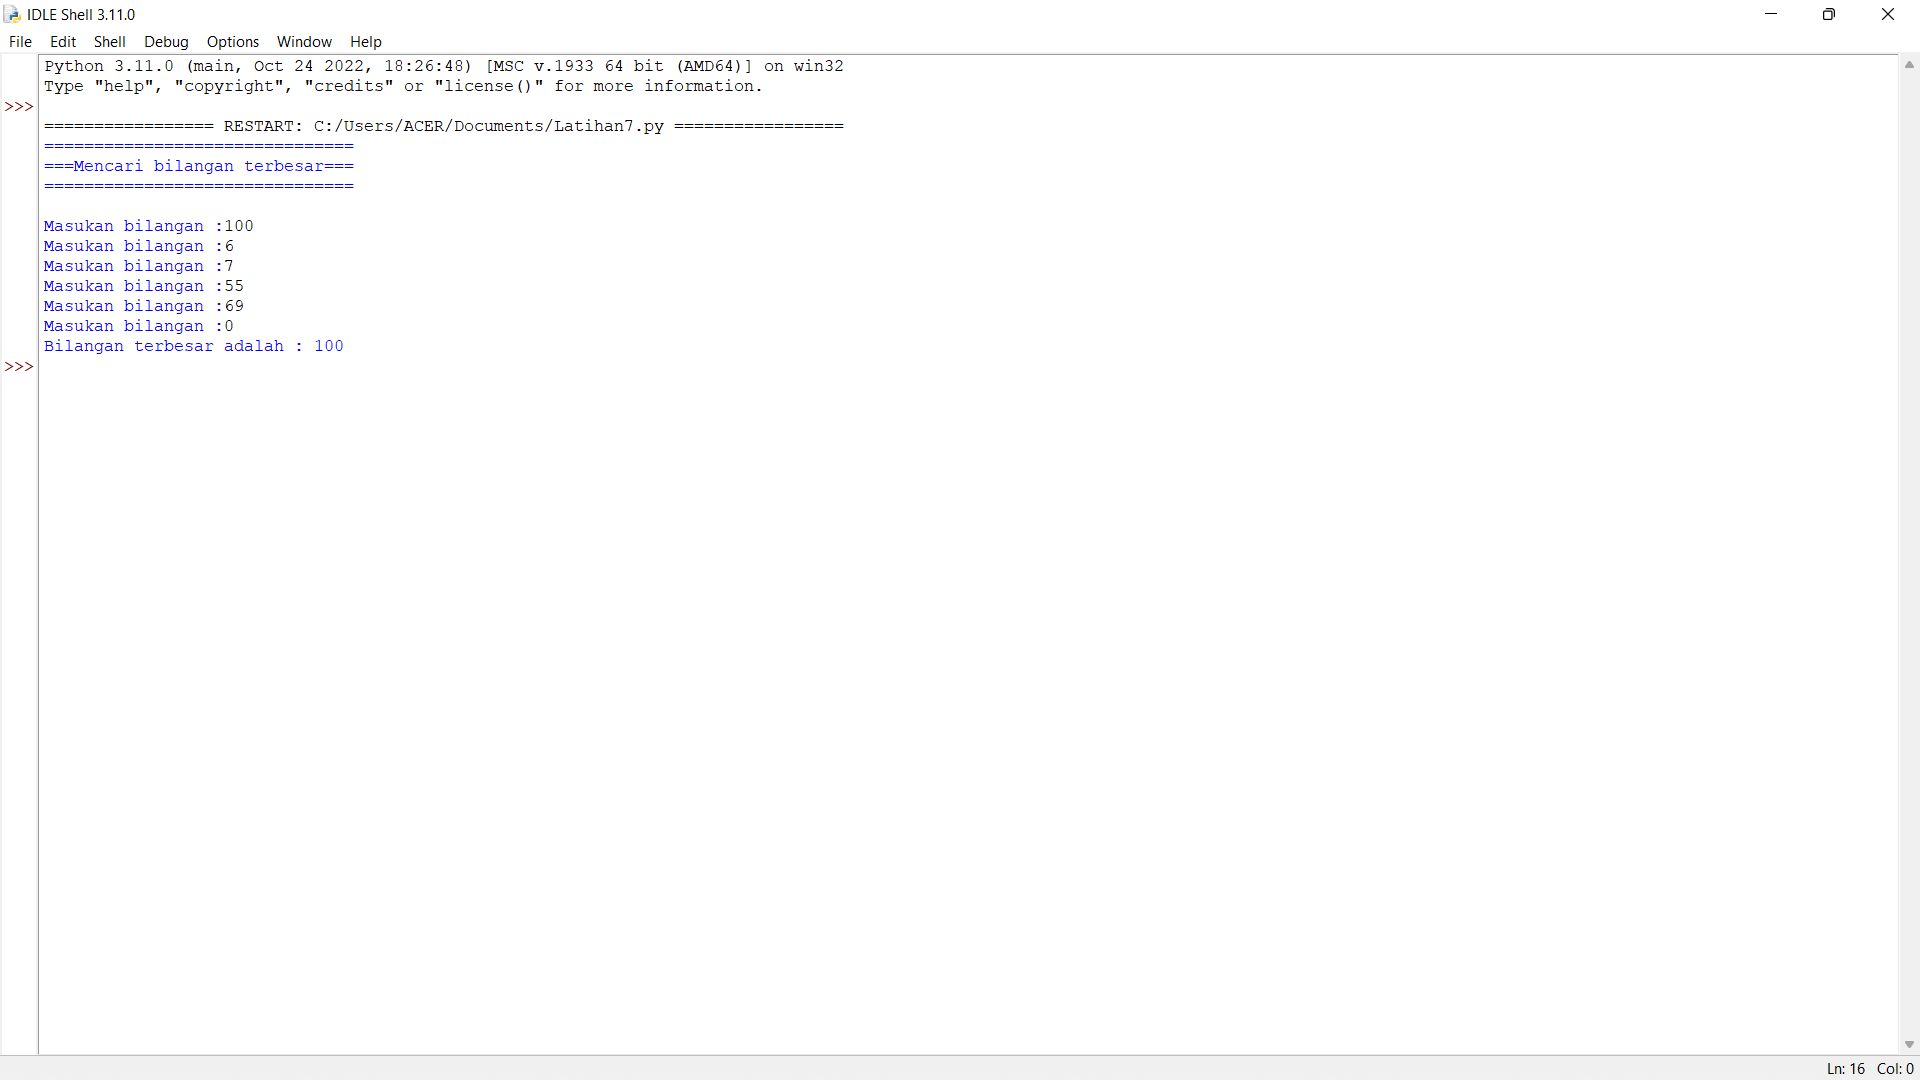 IDLE Shell 3.11.0
File Edit Shell Debug Options Window Help
Python 3.11.0 (main, Oct 24 2022, 18:26:48) [MSC v.1933 64 bit (AMD64)] on win32
Type "help", "copyright", "credits" or "license()" for more information.
>>>
================= RESTART: C:/Users/ACER/Documents/Latihan7.py =================
===============================
===Mencari bilangan terbesar===
===============================
Masukan bilangan :100
Masukan bilangan :6
Masukan bilangan :7
Masukan bilangan :55
Masukan bilangan :69
Masukan bilangan :0
Bilangan terbesar adalah : 100
>>>
Ln: 16 Col: 0